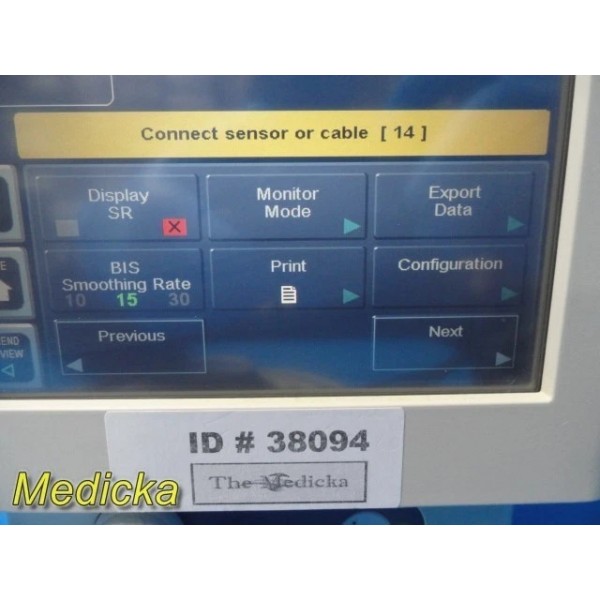 Connect sensor or cable [ 14 ]
Display
SR
Monitor
Mode
Export
Data
BIS
Smoothing Rate
10 15 30
Print
Configuration
END
VIEW
Previous
Next
ID # 38094
The Medicka
Medicka